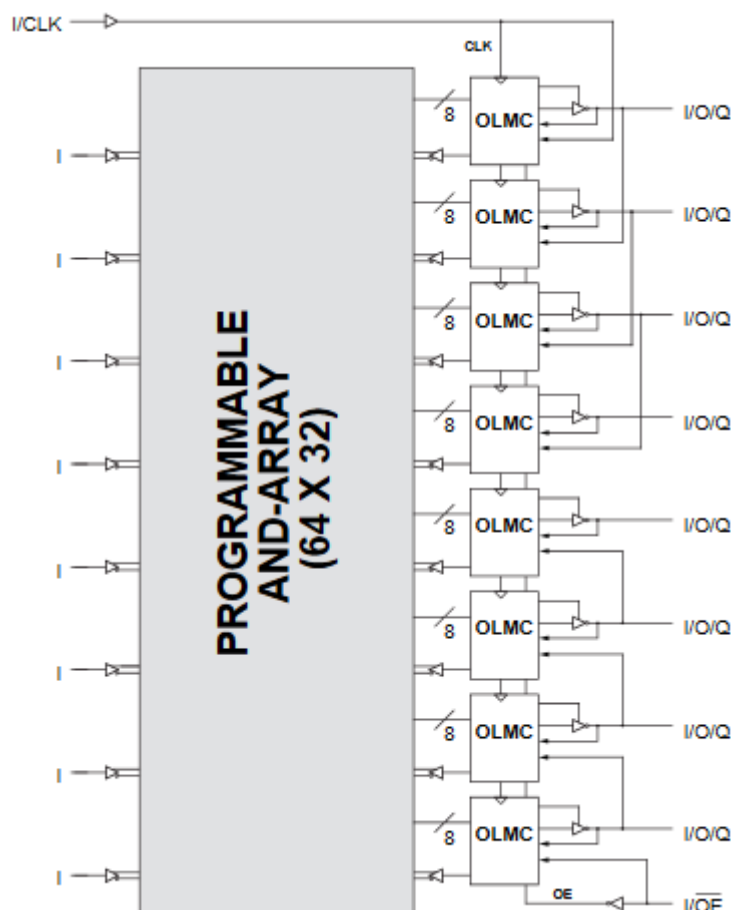 I/CLK
CLK
8
OLMC
I/O/Q
I
8
OLMC
I/O/Q
I
8
OLMC
I/O/Q
I
8
OLMC
I/O/Q
I
PROGRAMMABLE
AND-ARRAY
(64 X 32)
8
OLMC
I/O/Q
I
8
OLMC
I/O/Q
I
8
OLMC
I/O/Q
I
8
OLMC
I/O/Q
I
OE
I/OE